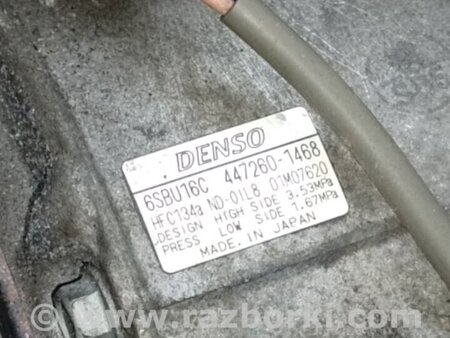 DENSO
6SBU16C 447260-1468
HFC134a ND-OIL8 01M07620
DESIGN HIGH SIDE 3.53MPa
PRESS LOW SIDE 1.67MPa
MADE IN JAPAN
© www.razborki.com